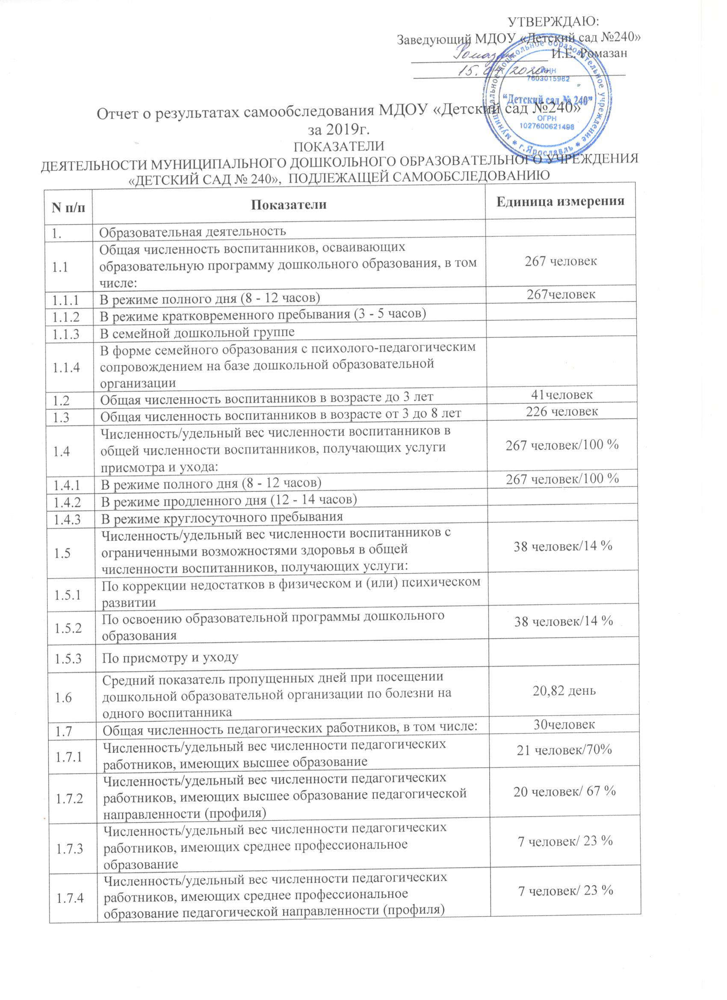 УТВЕРЖДАЮ:
Заведующий МДОУ «Детский сад №240»
Ромазан И.Е. Ромазан
15.04.2020г.
муниципальное дошкольное образовательное учреждение * г.Ярославль *
ИНН
7603015962
“Детский сад № 240”
ОГРН
1027600621498
Отчет о результатах самообследования МДОУ «Детский сад №240»
за 2019г.
ПОКАЗАТЕЛИ
ДЕЯТЕЛЬНОСТИ МУНИЦИПАЛЬНОГО ДОШКОЛЬНОГО ОБРАЗОВАТЕЛЬНОГО УЧРЕЖДЕНИЯ
«ДЕТСКИЙ САД № 240», ПОДЛЕЖАЩЕЙ САМООБСЛЕДОВАНИЮ
N п/п Показатели Единица измерения
1. Образовательная деятельность
1.1 Общая численность воспитанников, осваивающих
образовательную программу дошкольного образования, в том
числе:
267 человек
1.1.1 В режиме полного дня (8 - 12 часов) 267человек
1.1.2 В режиме кратковременного пребывания (3 - 5 часов)
1.1.3 В семейной дошкольной группе
1.1.4 В форме семейного образования с психолого-педагогическим
сопровождением на базе дошкольной образовательной
организации
1.2 Общая численность воспитанников в возрасте до 3 лет 41человек
1.3 Общая численность воспитанников в возрасте от 3 до 8 лет 226 человек
1.4 Численность/удельный вес численности воспитанников в
общей численности воспитанников, получающих услуги
присмотра и ухода:
267 человек/100 %
1.4.1 В режиме полного дня (8 - 12 часов) 267 человек/100 %
1.4.2 В режиме продленного дня (12 - 14 часов)
1.4.3 В режиме круглосуточного пребывания
1.5 Численность/удельный вес численности воспитанников с
ограниченными возможностями здоровья в общей
численности воспитанников, получающих услуги:
38 человек/14 %
1.5.1 По коррекции недостатков в физическом и (или) психическом
развитии
1.5.2 По освоению образовательной программы дошкольного
образования
38 человек/14 %
1.5.3 По присмотру и уходу
1.6 Средний показатель пропущенных дней при посещении
дошкольной образовательной организации по болезни на
одного воспитанника
20,82 день
1.7 Общая численность педагогических работников, в том числе: 30человек
1.7.1 Численность/удельный вес численности педагогических
работников, имеющих высшее образование
21 человек/70%
1.7.2 Численность/удельный вес численности педагогических
работников, имеющих высшее образование педагогической
направленности (профиля)
20 человек/ 67 %
1.7.3 Численность/удельный вес численности педагогических
работников, имеющих среднее профессиональное
образование
7 человек/ 23 %
1.7.4 Численность/удельный вес численности педагогических
работников, имеющих среднее профессиональное
образование педагогической направленности (профиля)
7 человек/ 23 %